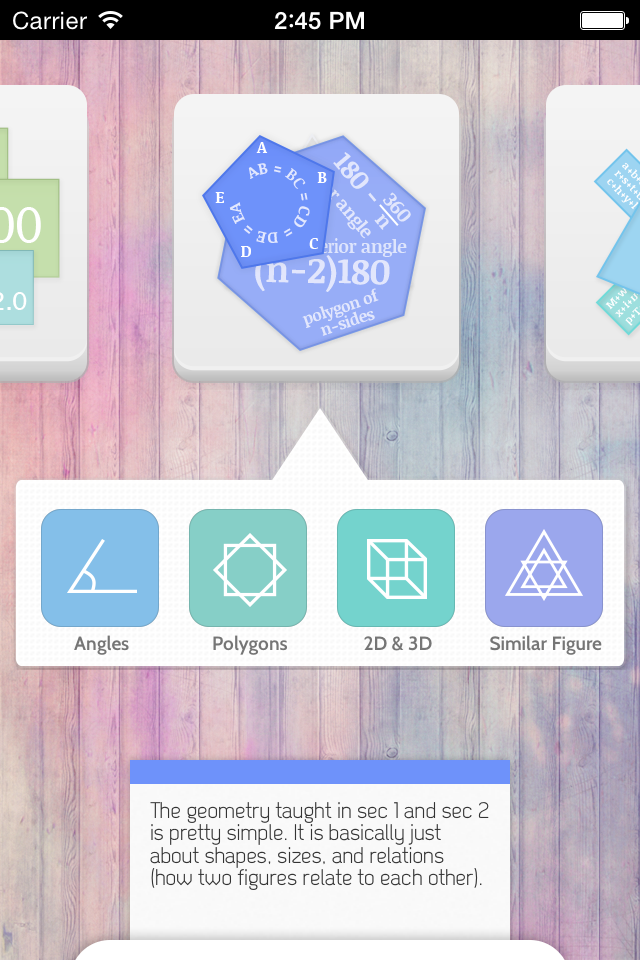 Carrier
2:45 PM
00
2.0
A
B
C
D
E
AB = BC = CD = DE = EA
180 - 360
n
r angle
erior angle
(n-2)180
polygon of
n-sides
Angles
Polygons
2D & 3D
Similar Figure
The geometry taught in sec 1 and sec 2
is pretty simple. It is basically just
about shapes, sizes, and relations
(how two figures relate to each other).